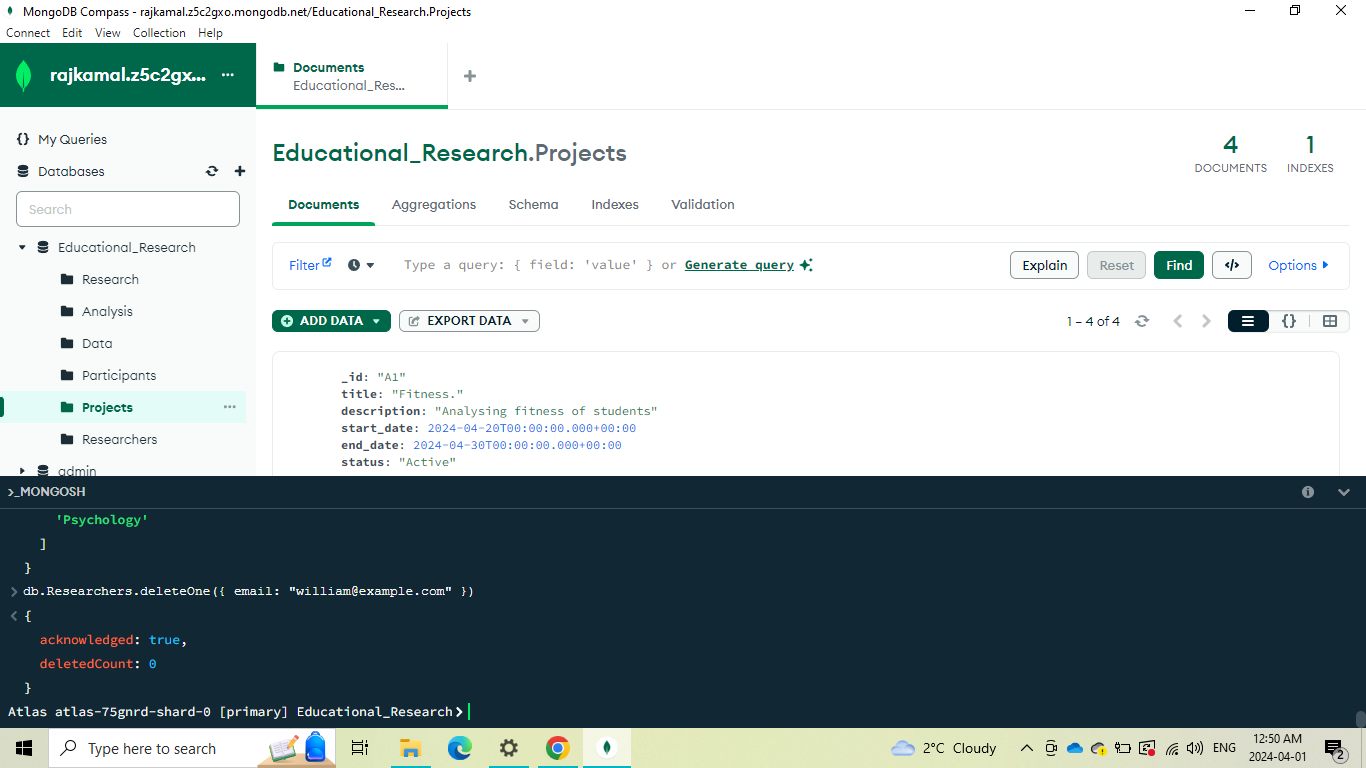 MongoDB Compass - rajkamal.z5c2gxo.mongodb.net/Educational_Research.Projects
Connect Edit View Collection Help
rajkamal.z5c2gx... ...
Documents
Educational_Res...
+
{} My Queries
Databases
Search
Educational_Research
Research
Analysis
Data
Participants
Projects ...
Researchers
admin
Educational_Research.Projects
4
DOCUMENTS
1
INDEXES
Documents Aggregations Schema Indexes Validation
Filter Type a query: { field: 'value' } or Generate query Explain Reset Find </> Options
ADD DATA EXPORT DATA 1 – 4 of 4 {}
_id: "A1"
title: "Fitness."
description: "Analysing fitness of students"
start_date: 2024-04-20T00:00:00.000+00:00
end_date: 2024-04-30T00:00:00.000+00:00
status: "Active"
>_MONGOSH
'Psychology'
]
}
> db.Researchers.deleteOne({ email: "william@example.com" })
< {
acknowledged: true,
deletedCount: 0
}
Atlas atlas-75gnrd-shard-0 [primary] Educational_Research>
Type here to search
2°C Cloudy
ENG
12:50 AM
2024-04-01
2